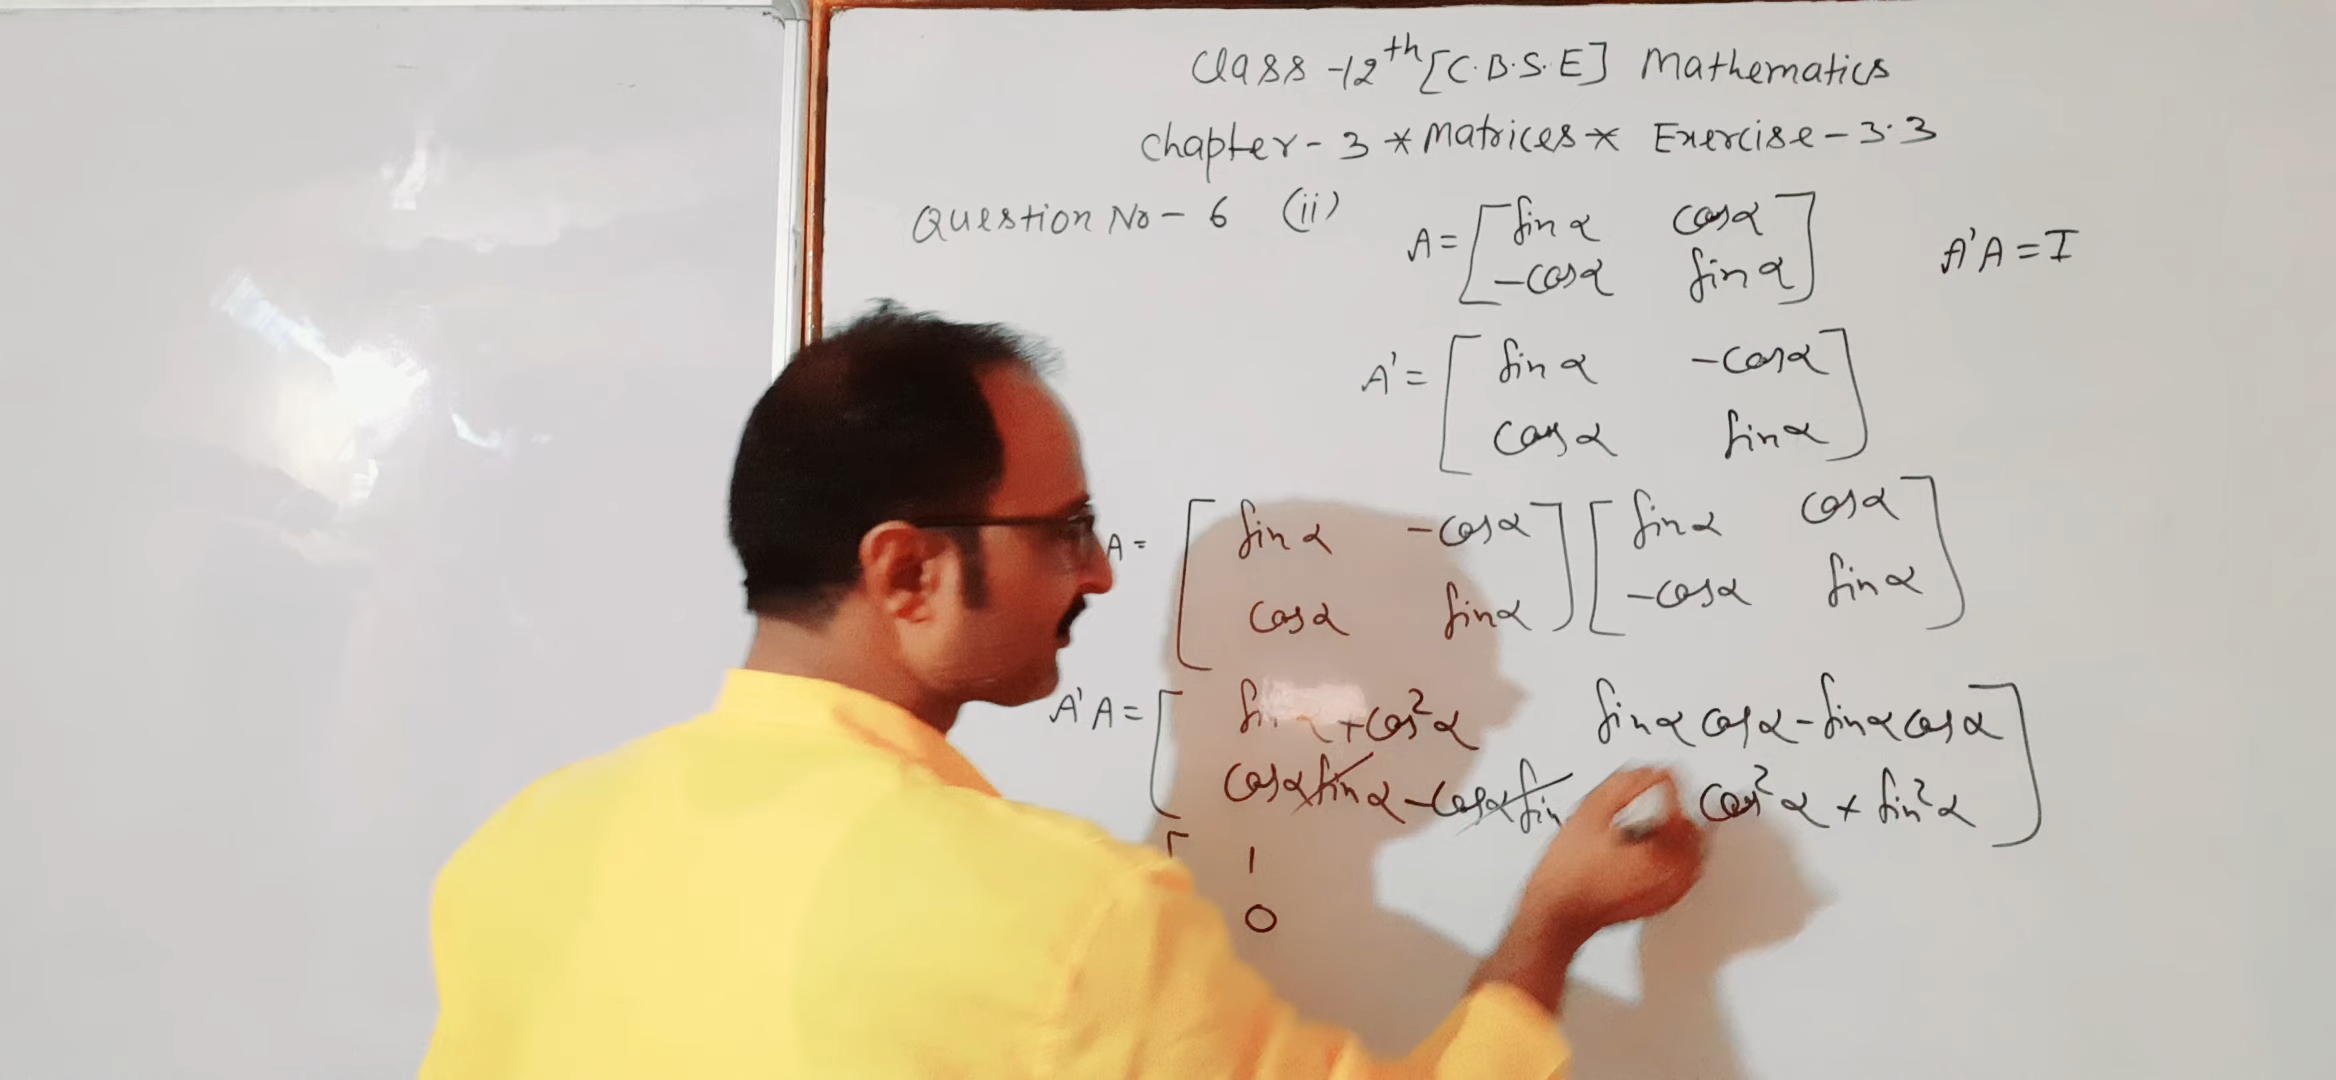 Class -12th [C.B.S.E] Mathematics
Chapter - 3 * Matrices * Exercise - 3.3
Question No - 6 (ii) A = [ sin α cos α A'A = I
-cos α sin α ]
A' = [ sin α -cos α
cos α sin α ]
A = [ sin α -cos α ] [ sin α cos α
cos α sin α -cos α sin α ]
A'A = [ + cos²α sin α cos α - sin α cos α
cos α sin α - cos α sin cos²α + sin²α ]
[ 1
0